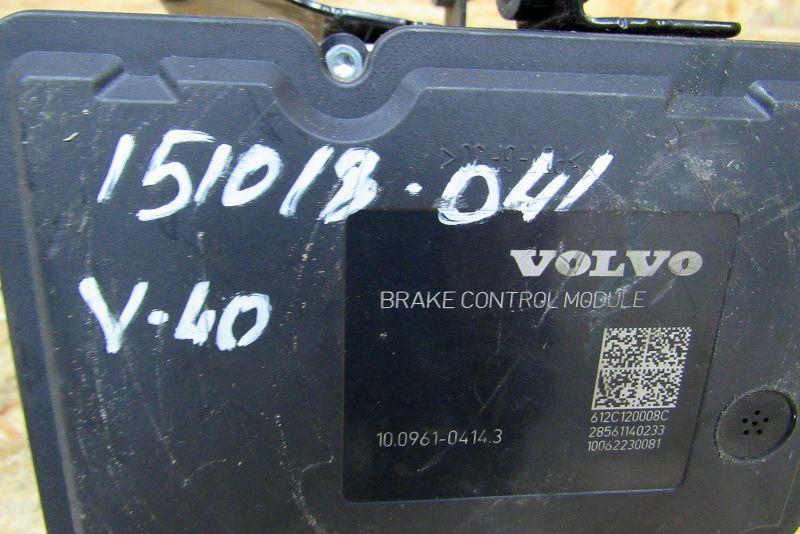 151018-041
V-40
VOLVO
BRAKE CONTROL MODULE
612C120008C
28561140233
10062230081
10.0961-0414.3